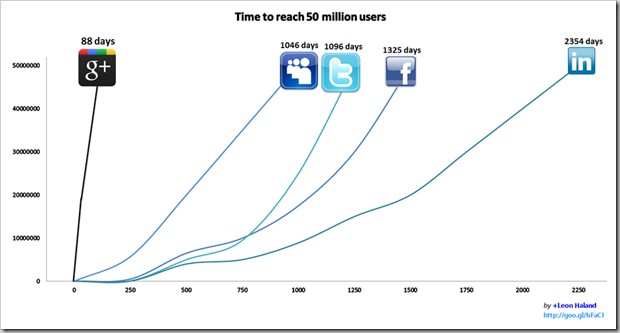 Time to reach 50 million users
88 days
1046 days
1096 days
1325 days
2354 days
g+
t
f
in
50000000
40000000
30000000
20000000
10000000
0
0
250
500
750
1000
1250
1500
1750
2000
2250
by +Leon Haland
http://goo.gl/bFaCI